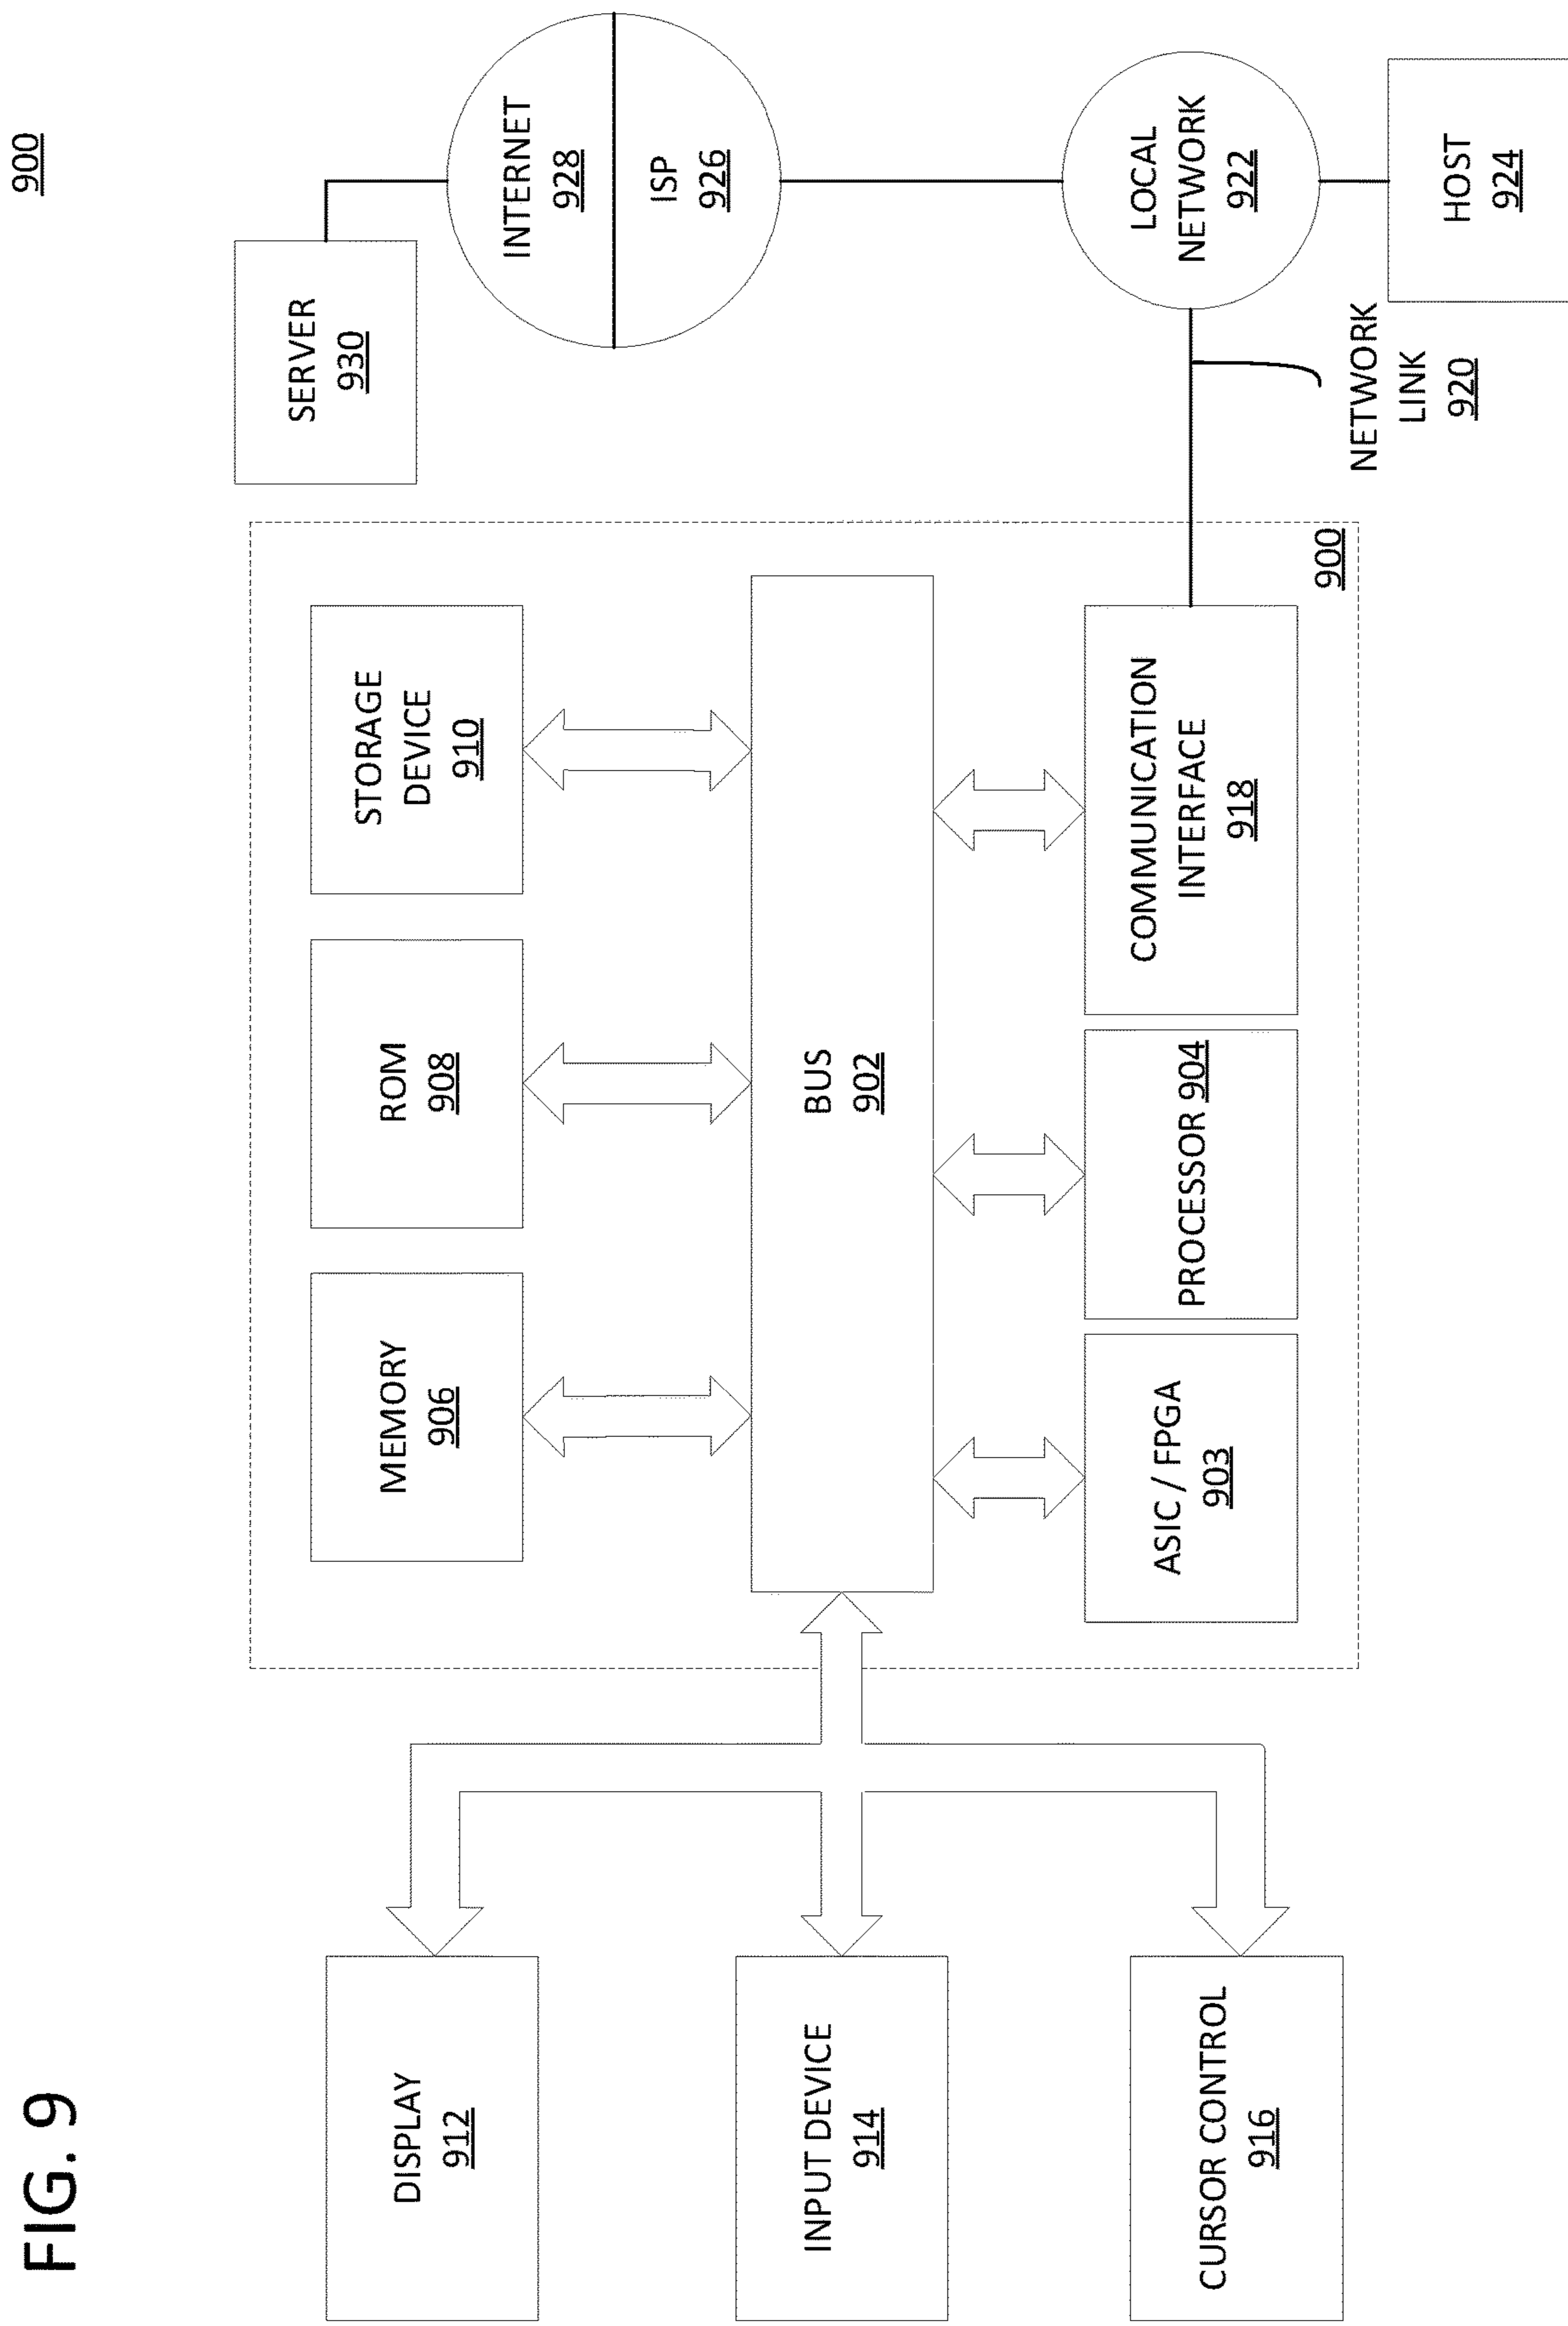 FIG. 9
900
DISPLAY
912
INPUT DEVICE
914
CURSOR CONTROL
916
MEMORY
906
ROM
908
STORAGE
DEVICE
910
BUS
902
ASIC / FPGA
903
PROCESSOR 904
COMMUNICATION
INTERFACE
918
900
SERVER
930
INTERNET
928
ISP
926
LOCAL
NETWORK
922
NETWORK
LINK
920
HOST
924